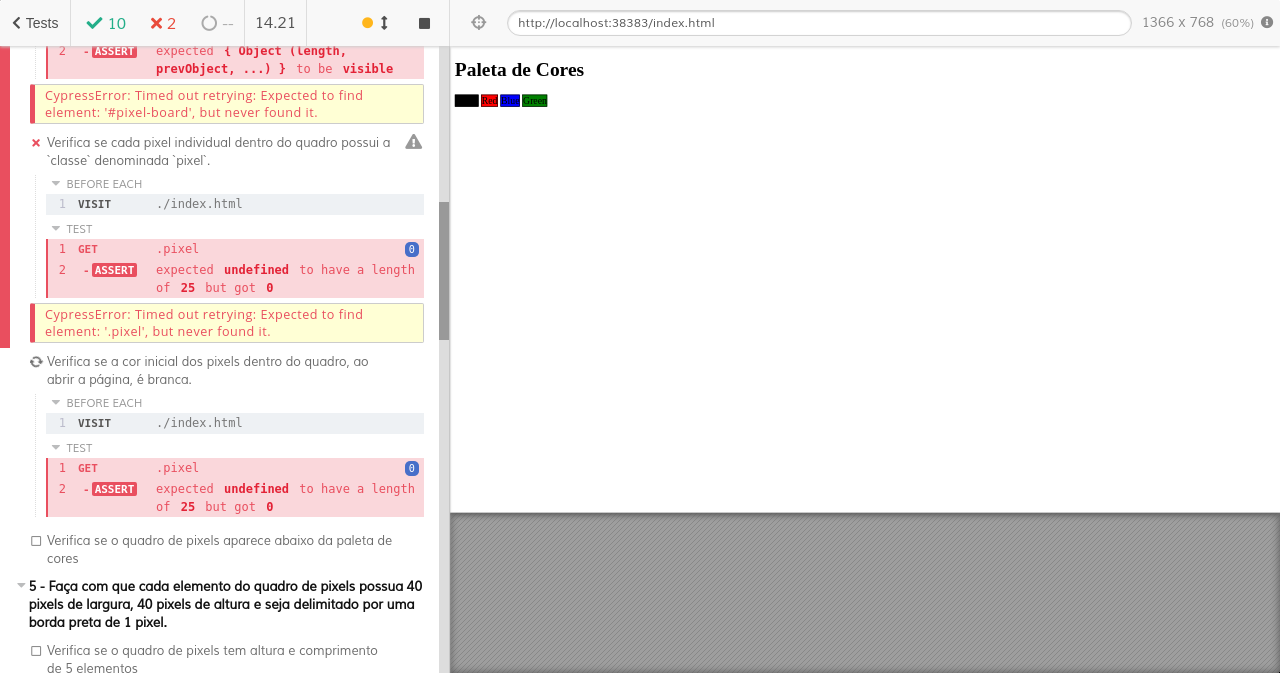 Tests
10
2
--
14.21
http://localhost:38383/index.html
1366 x 768 (60%)
2 -ASSERT expected { Object (length,
prevObject, ...) } to be visible
CypressError: Timed out retrying: Expected to find
element: '#pixel-board', but never found it.
Verifica se cada pixel individual dentro do quadro possui a
`classe` denominada `pixel`.
BEFORE EACH
1 VISIT ./index.html
TEST
1 GET .pixel 0
2 -ASSERT expected undefined to have a length
of 25 but got 0
CypressError: Timed out retrying: Expected to find
element: '.pixel', but never found it.
Verifica se a cor inicial dos pixels dentro do quadro, ao
abrir a página, é branca.
BEFORE EACH
1 VISIT ./index.html
TEST
1 GET .pixel 0
2 -ASSERT expected undefined to have a length
of 25 but got 0
Verifica se o quadro de pixels aparece abaixo da paleta de
cores
5 - Faça com que cada elemento do quadro de pixels possua 40
pixels de largura, 40 pixels de altura e seja delimitado por uma
borda preta de 1 pixel.
Verifica se o quadro de pixels tem altura e comprimento
de 5 elementos
Paleta de Cores
Red Blue Green